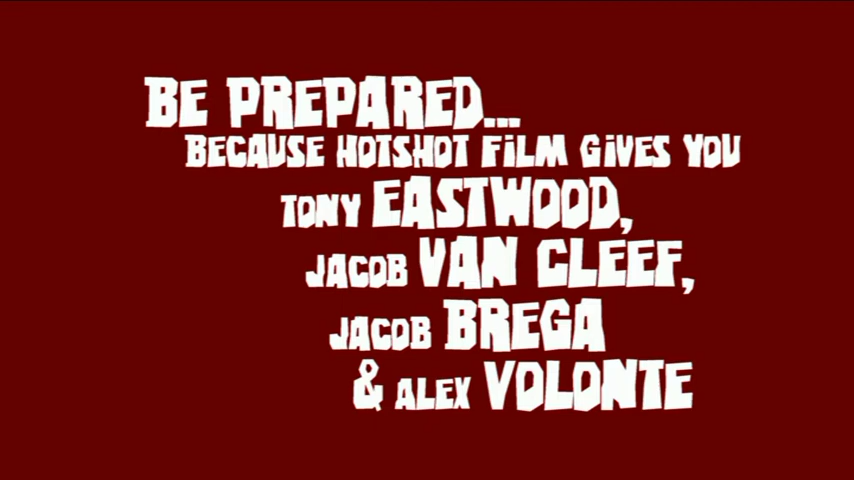 BE PREPARED...
BECAUSE HOTSHOT FILM GIVES YOU
TONY EASTWOOD,
JACOB VAN CLEEF,
JACOB BREGA
& ALEX VOLONTE